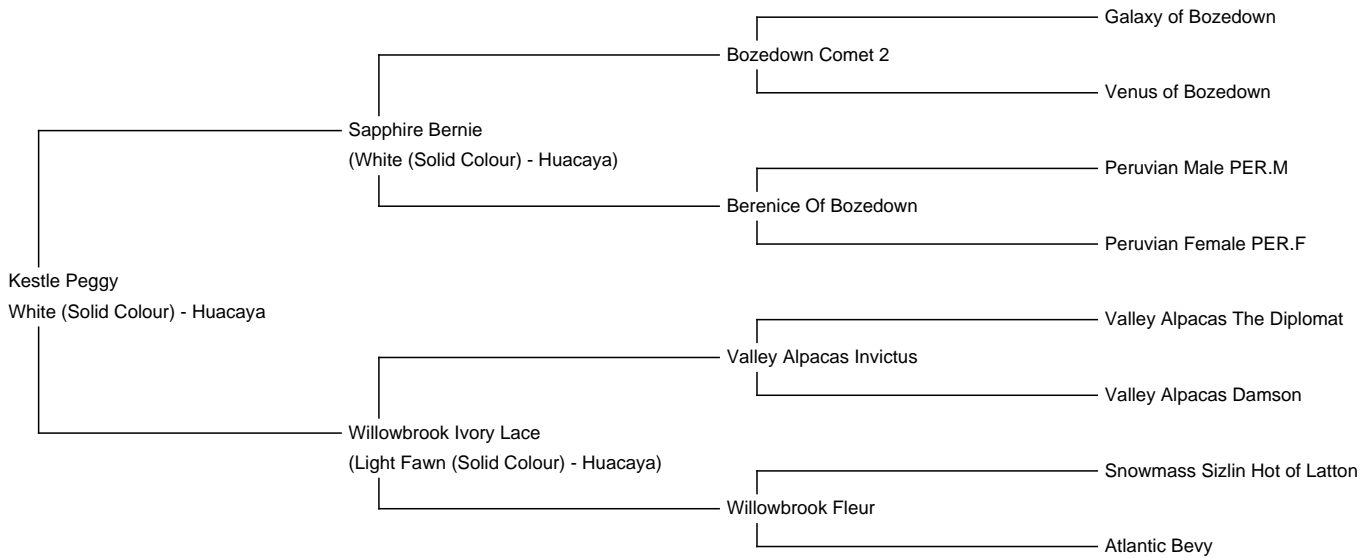 Galaxy of Bozedown
Bozedown Comet 2
Venus of Bozedown
Sapphire Bernie
(White (Solid Colour) - Huacaya)
Peruvian Male PER.M
Berenice Of Bozedown
Peruvian Female PER.F
Kestle Peggy
White (Solid Colour) - Huacaya
Valley Alpacas The Diplomat
Valley Alpacas Invictus
Valley Alpacas Damson
Willowbrook Ivory Lace
(Light Fawn (Solid Colour) - Huacaya)
Snowmass Sizlin Hot of Latton
Willowbrook Fleur
Atlantic Bevy